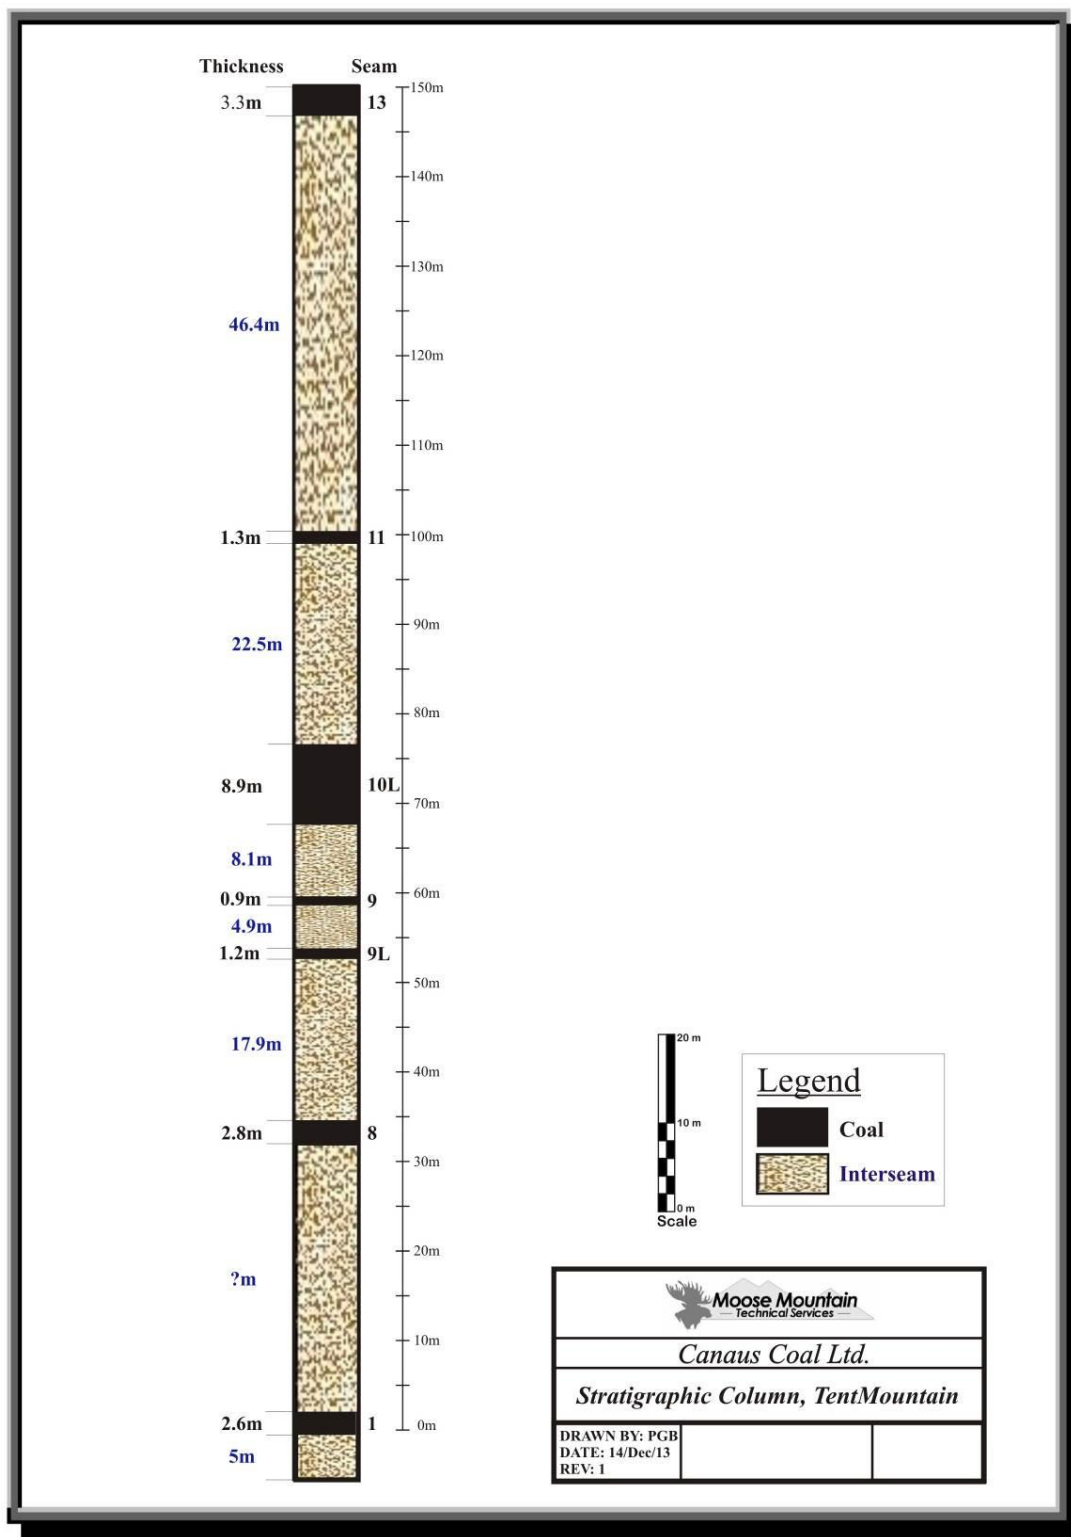 Thickness Seam
150m
3.3m 13
140m
130m
46.4m
120m
110m
1.3m 11 100m
90m
22.5m
80m
8.9m 10L
70m
8.1m
0.9m 9 60m
4.9m
1.2m 9L
50m
17.9m
40m
2.8m 8
30m
20m
?m
10m
2.6m 1 0m
5m
20 m
10 m
0 m
Scale
Legend
Coal
Interseam
Moose Mountain
Technical Services
Canaus Coal Ltd.
Stratigraphic Column, TentMountain
DRAWN BY: PGB
DATE: 14/Dec/13
REV: 1